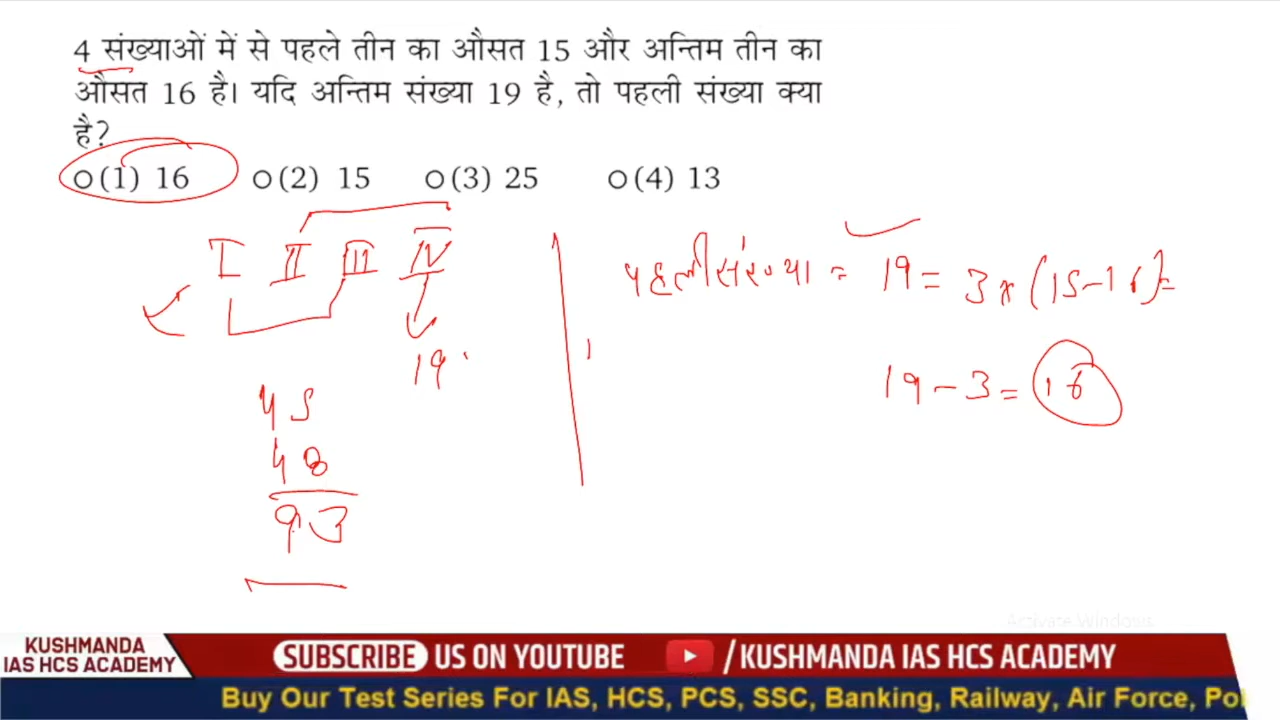 4 संख्याओं में से पहले तीन का औसत 15 और अन्तिम तीन का
औसत 16 है। यदि अन्तिम संख्या 19 है, तो पहली संख्या क्या
है?
(1) 16 (2) 15 (3) 25 (4) 13
I II III IV
19
45
48
93
पहली संख्या = 19 = 3 × (15 - 16) =
19 - 3 = 16
Activate Windows
KUSHMANDA
IAS HCS ACADEMY
SUBSCRIBE US ON YOUTUBE /KUSHMANDA IAS HCS ACADEMY
Buy Our Test Series For IAS, HCS, PCS, SSC, Banking, Railway, Air Force, Pol